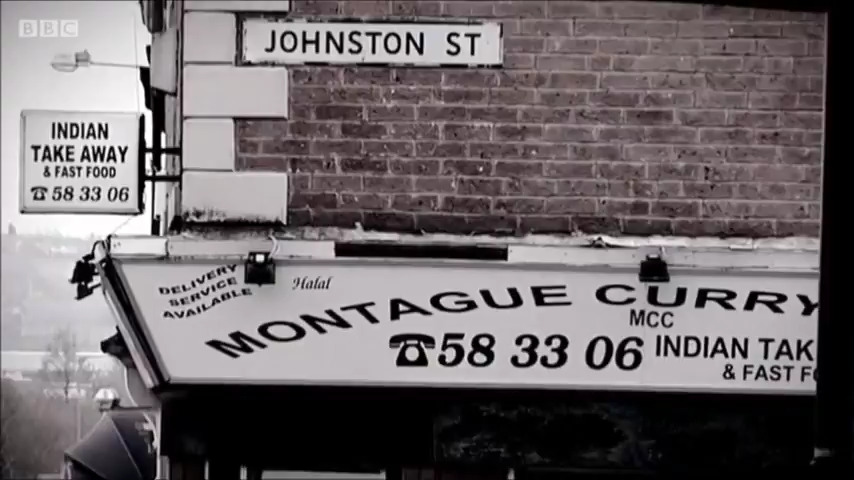 BBC
JOHNSTON ST
INDIAN
TAKE AWAY
& FAST FOOD
☎ 58 33 06
DELIVERY
SERVICE
AVAILABLE
Halal
MONTAGUE CURRY
MCC
☎ 58 33 06
INDIAN TAK
& FAST F